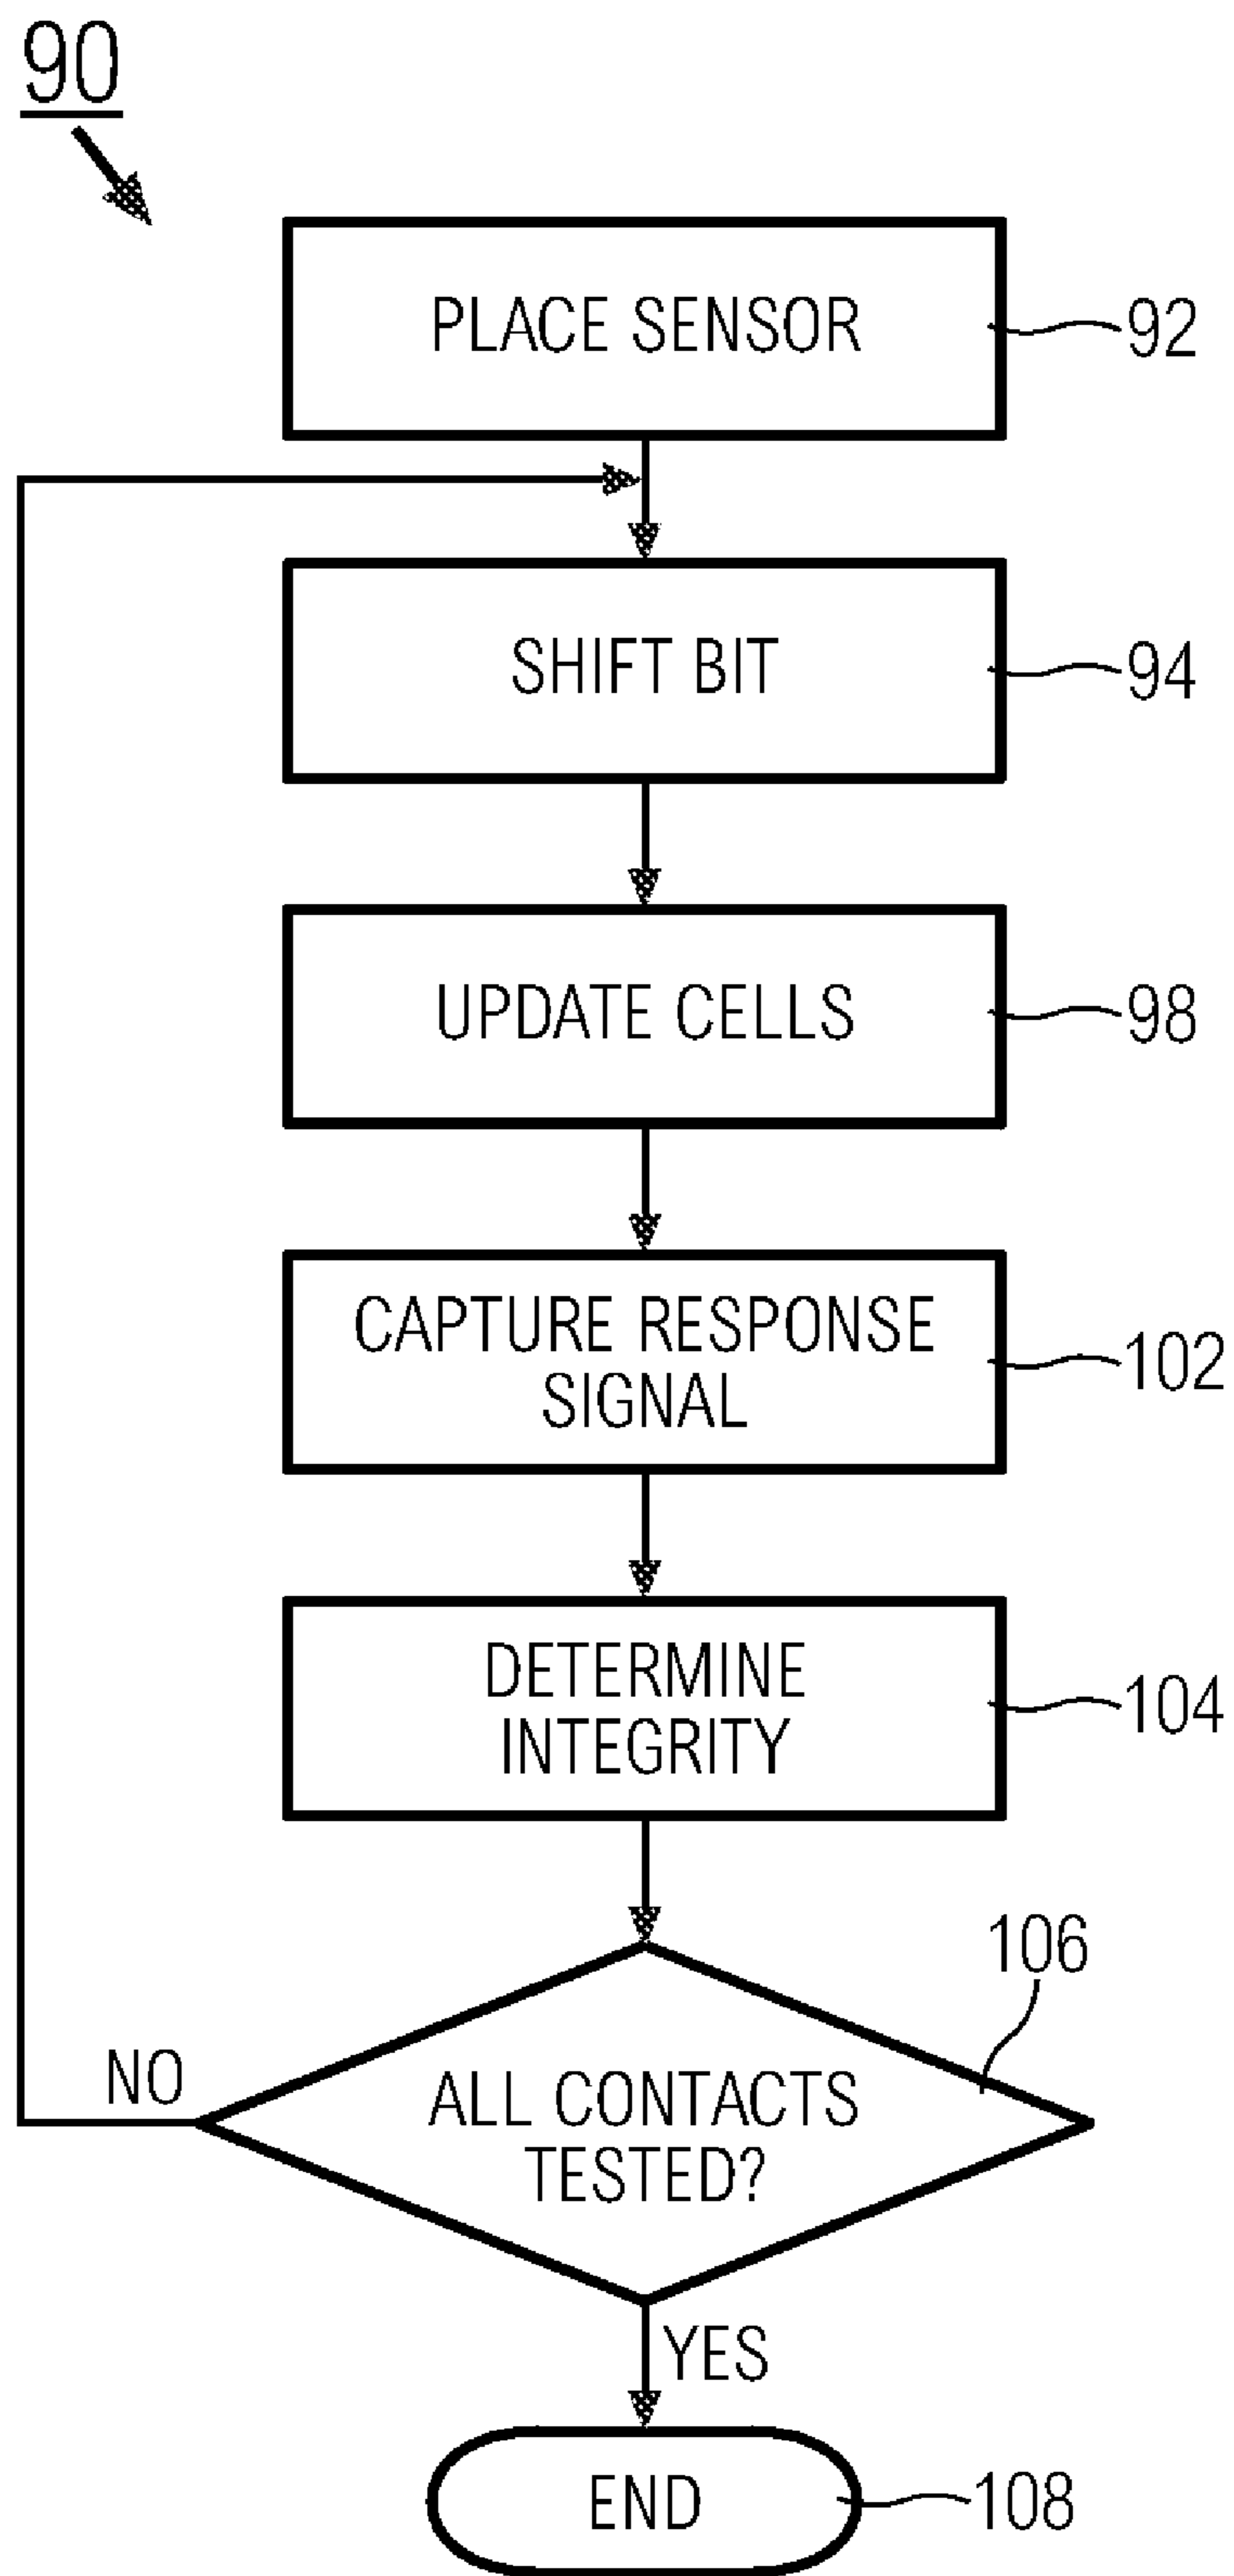 90
PLACE SENSOR
92
SHIFT BIT
94
UPDATE CELLS
98
CAPTURE RESPONSE
SIGNAL
102
DETERMINE
INTEGRITY
104
106
NO
ALL CONTACTS
TESTED?
YES
END
108